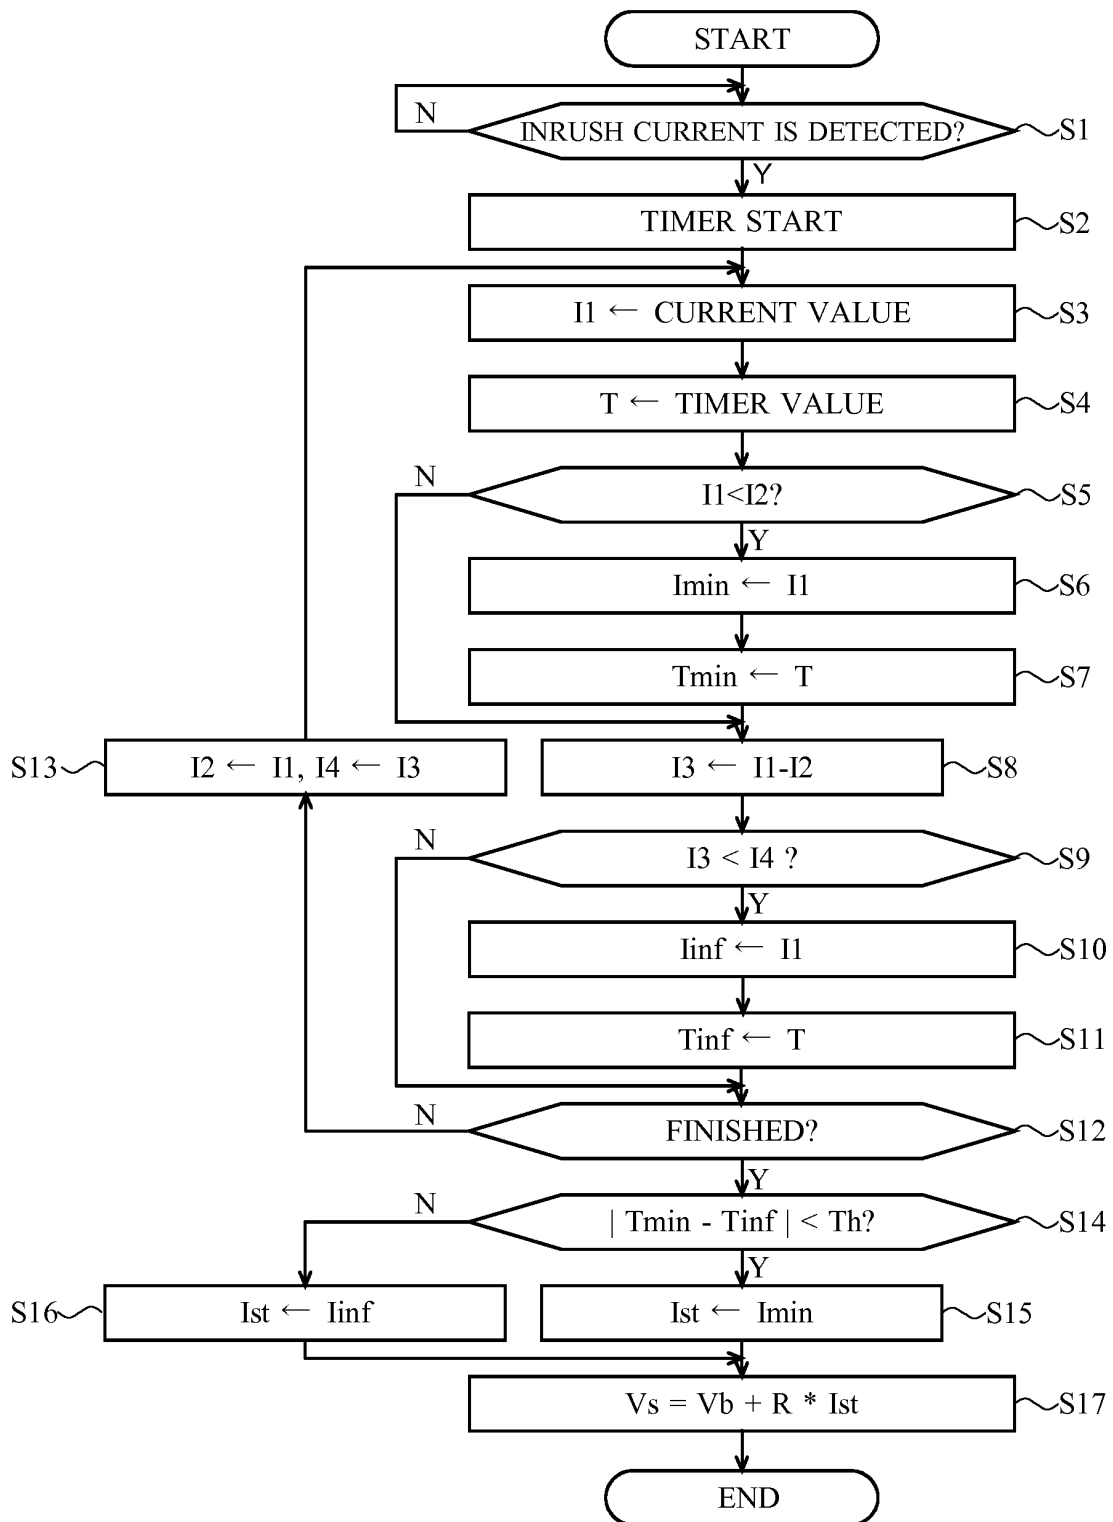 START
N
INRUSH CURRENT IS DETECTED?
S1
Y
TIMER START
S2
I1 ← CURRENT VALUE
S3
T ← TIMER VALUE
S4
N
I1<I2?
S5
Y
Imin ← I1
S6
Tmin ← T
S7
S13
I2 ← I1, I4 ← I3
I3 ← I1-I2
S8
N
I3 < I4 ?
S9
Y
Iinf ← I1
S10
Tinf ← T
S11
N
FINISHED?
S12
Y
N
| Tmin - Tinf | < Th?
S14
Y
S16
Ist ← Iinf
Ist ← Imin
S15
Vs = Vb + R * Ist
S17
END